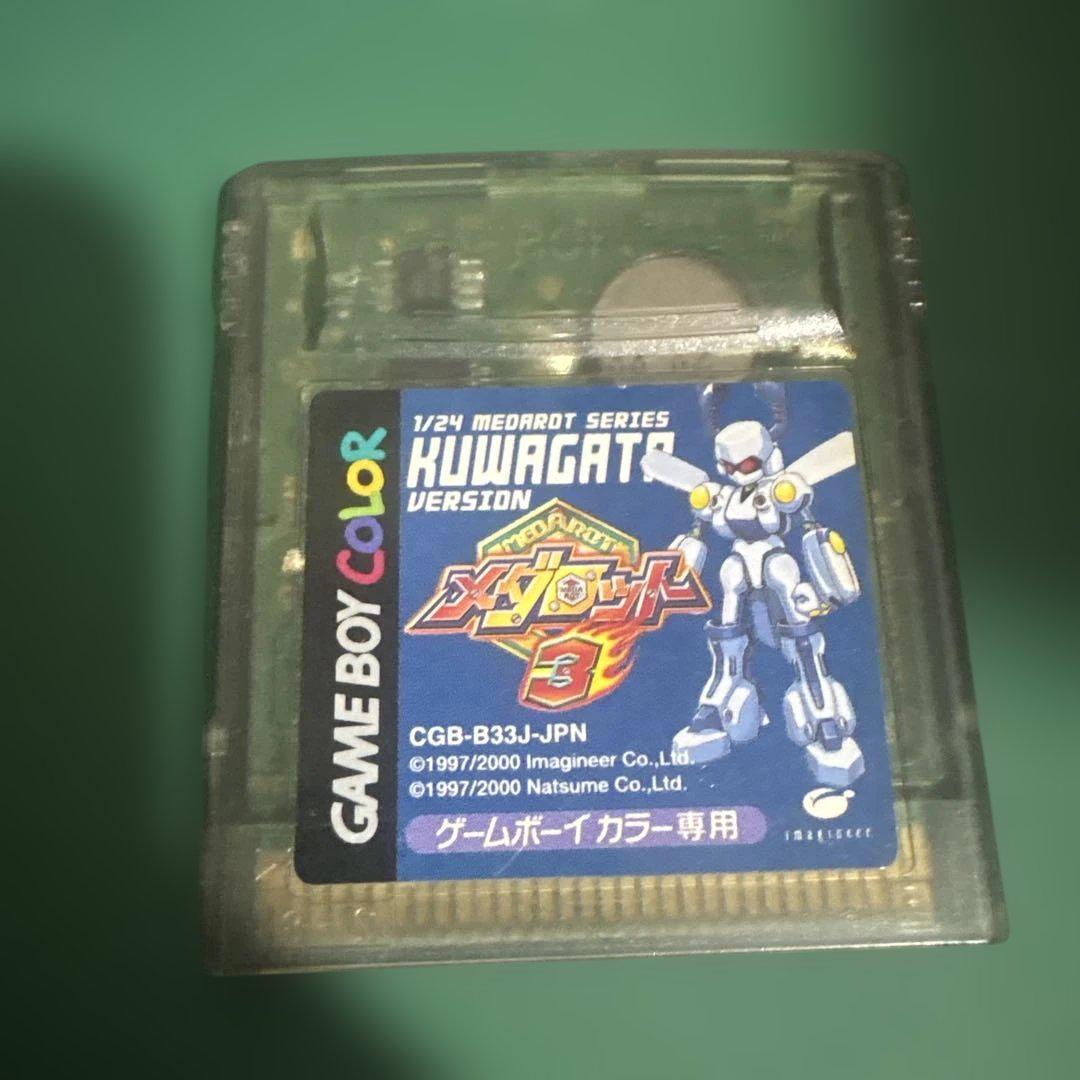 GAME BOY COLOR
1/24 MEDAROT SERIES
KUWAGATA
VERSION
MEDAROT
メダロット
3
CGB-B33J-JPN
©1997/2000 Imagineer Co.,Ltd.
©1997/2000 Natsume Co.,Ltd.
ゲームボーイ カラー専用
imagineer